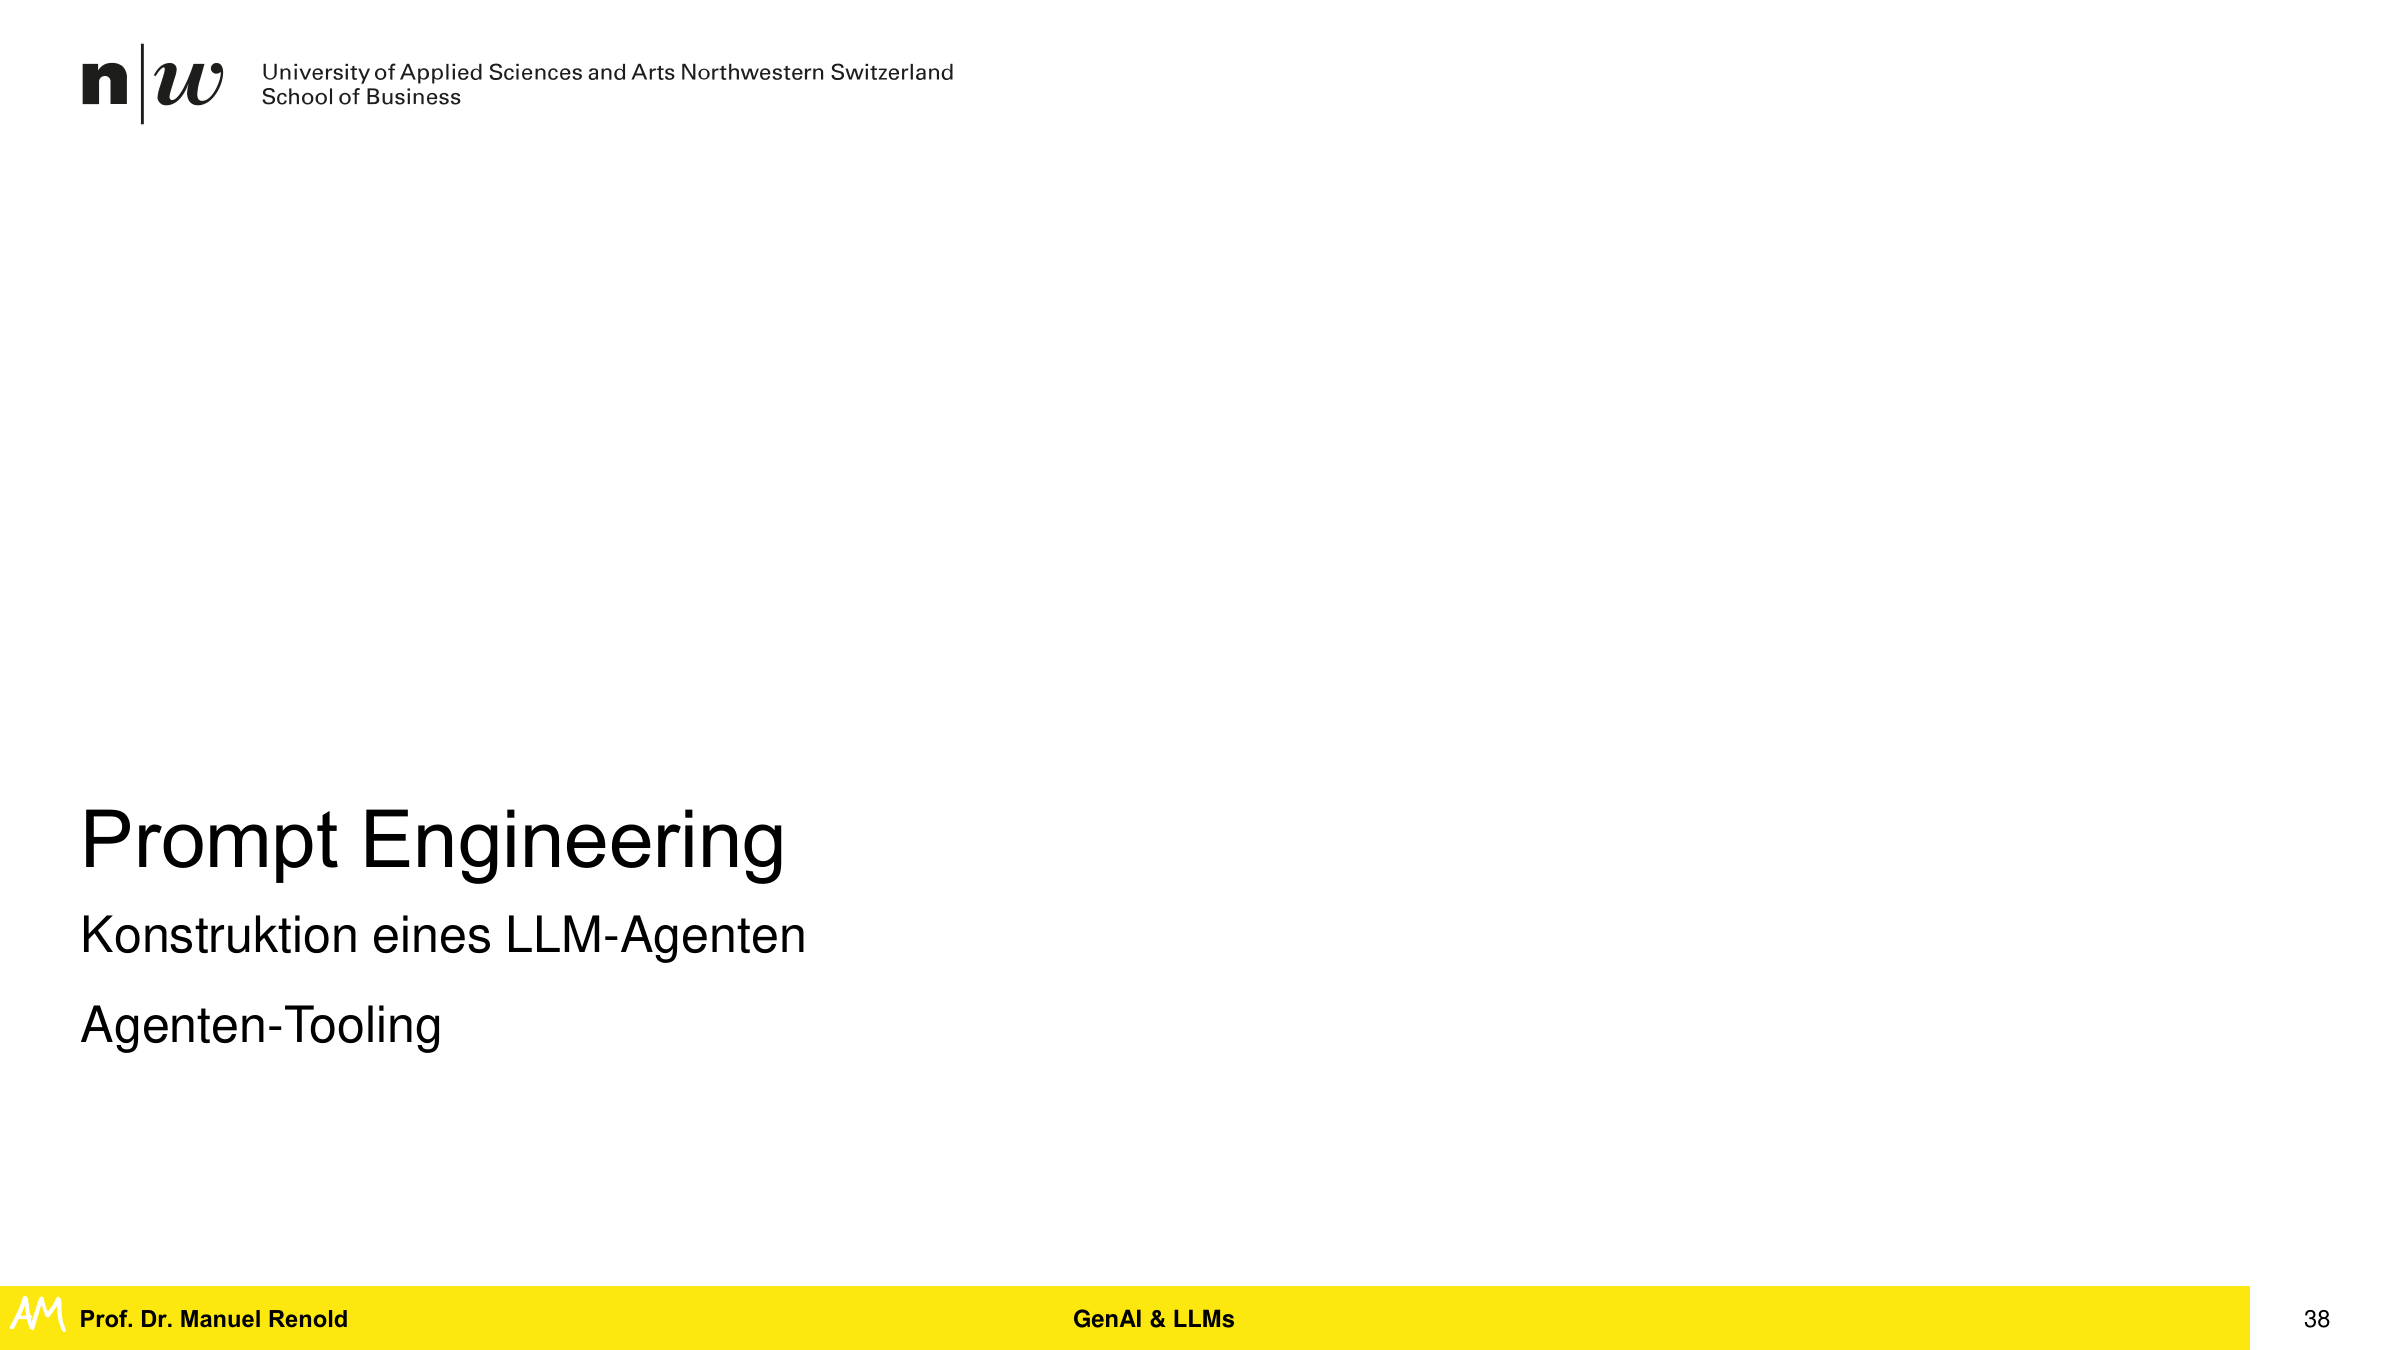 n|w
University of Applied Sciences and Arts Northwestern Switzerland
School of Business
Prompt Engineering
Konstruktion eines LLM-Agenten
Agenten-Tooling
AM
Prof. Dr. Manuel Renold
GenAI & LLMs
38